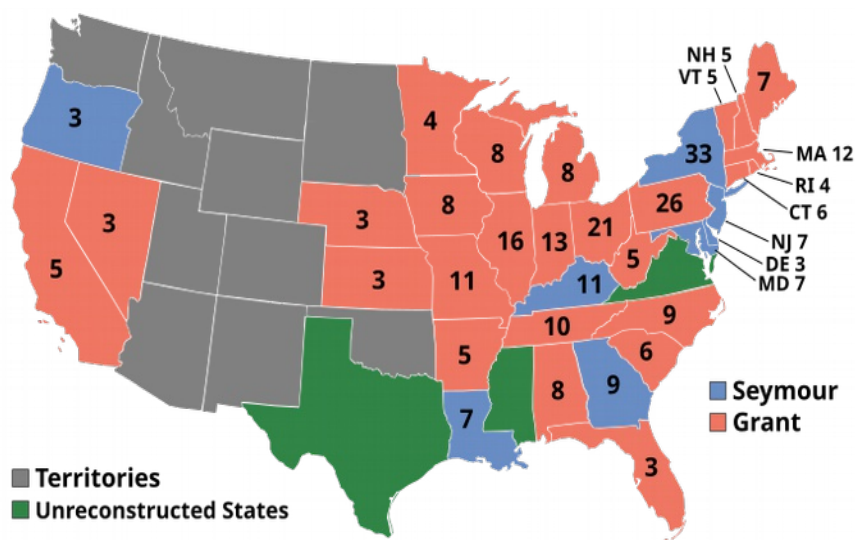 NH 5
VT 5
7
3
4
8
8
33
MA 12
RI 4
CT 6
3
3
8
26
5
16
13
21
NJ 7
DE 3
MD 7
5
3
11
11
9
10
6
5
8
9
7
3
Seymour
Grant
Territories
Unreconstructed States